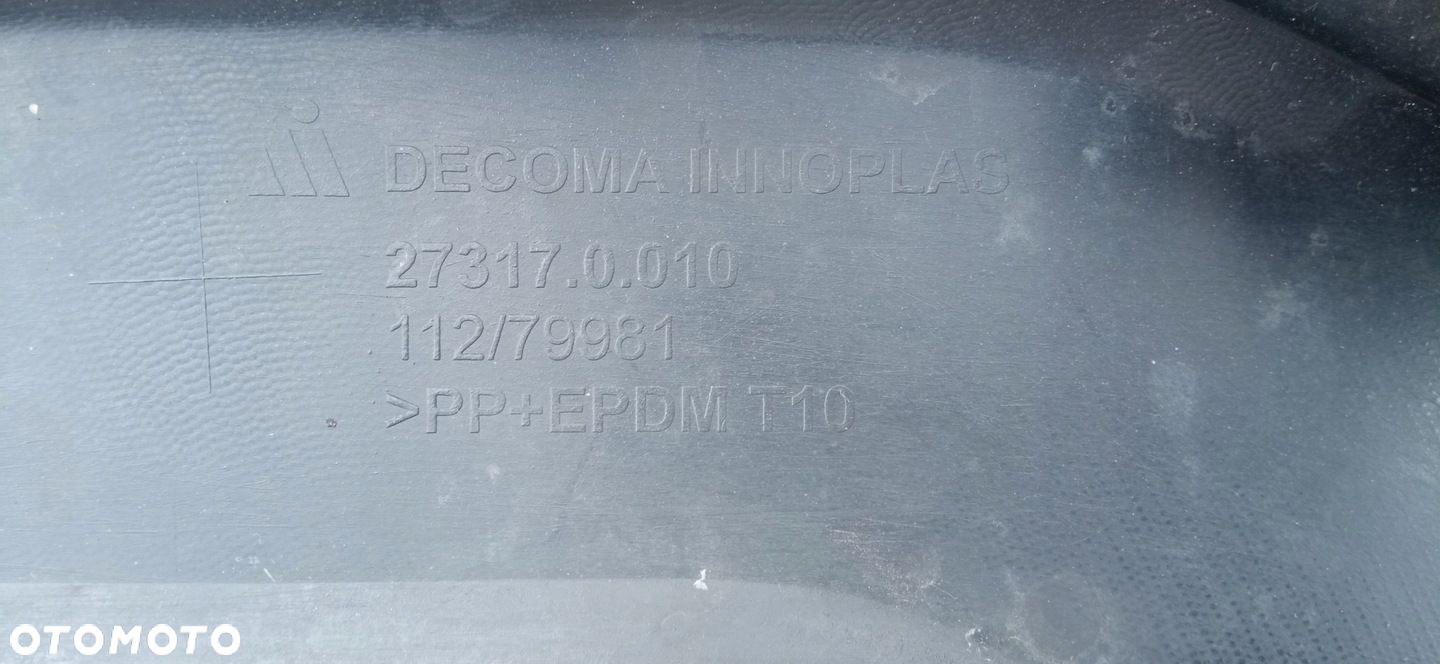 DECOMA INNOPLAS
27317.0.010
112/79981
>PP+EPDM T10
OTOMOTO